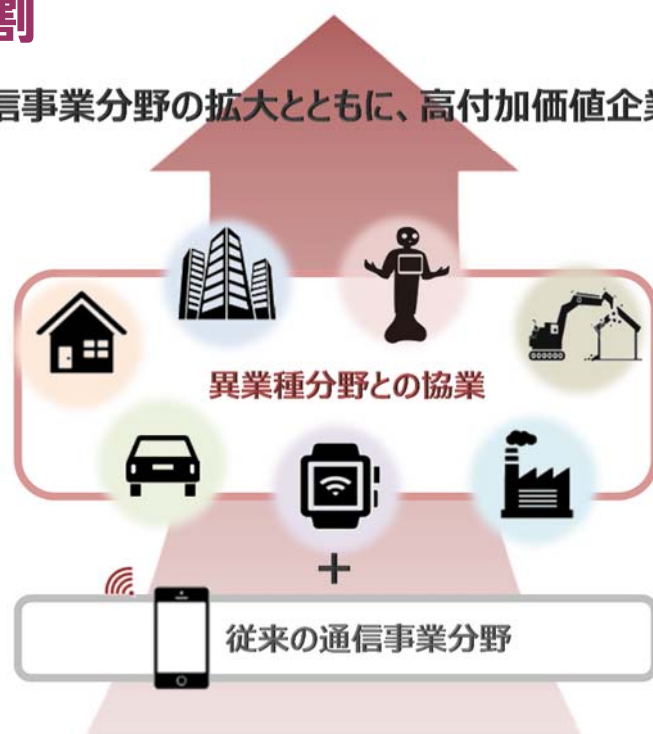 割
信事業分野の拡大とともに、高付加価値企業
異業種分野との協業
+
従来の通信事業分野